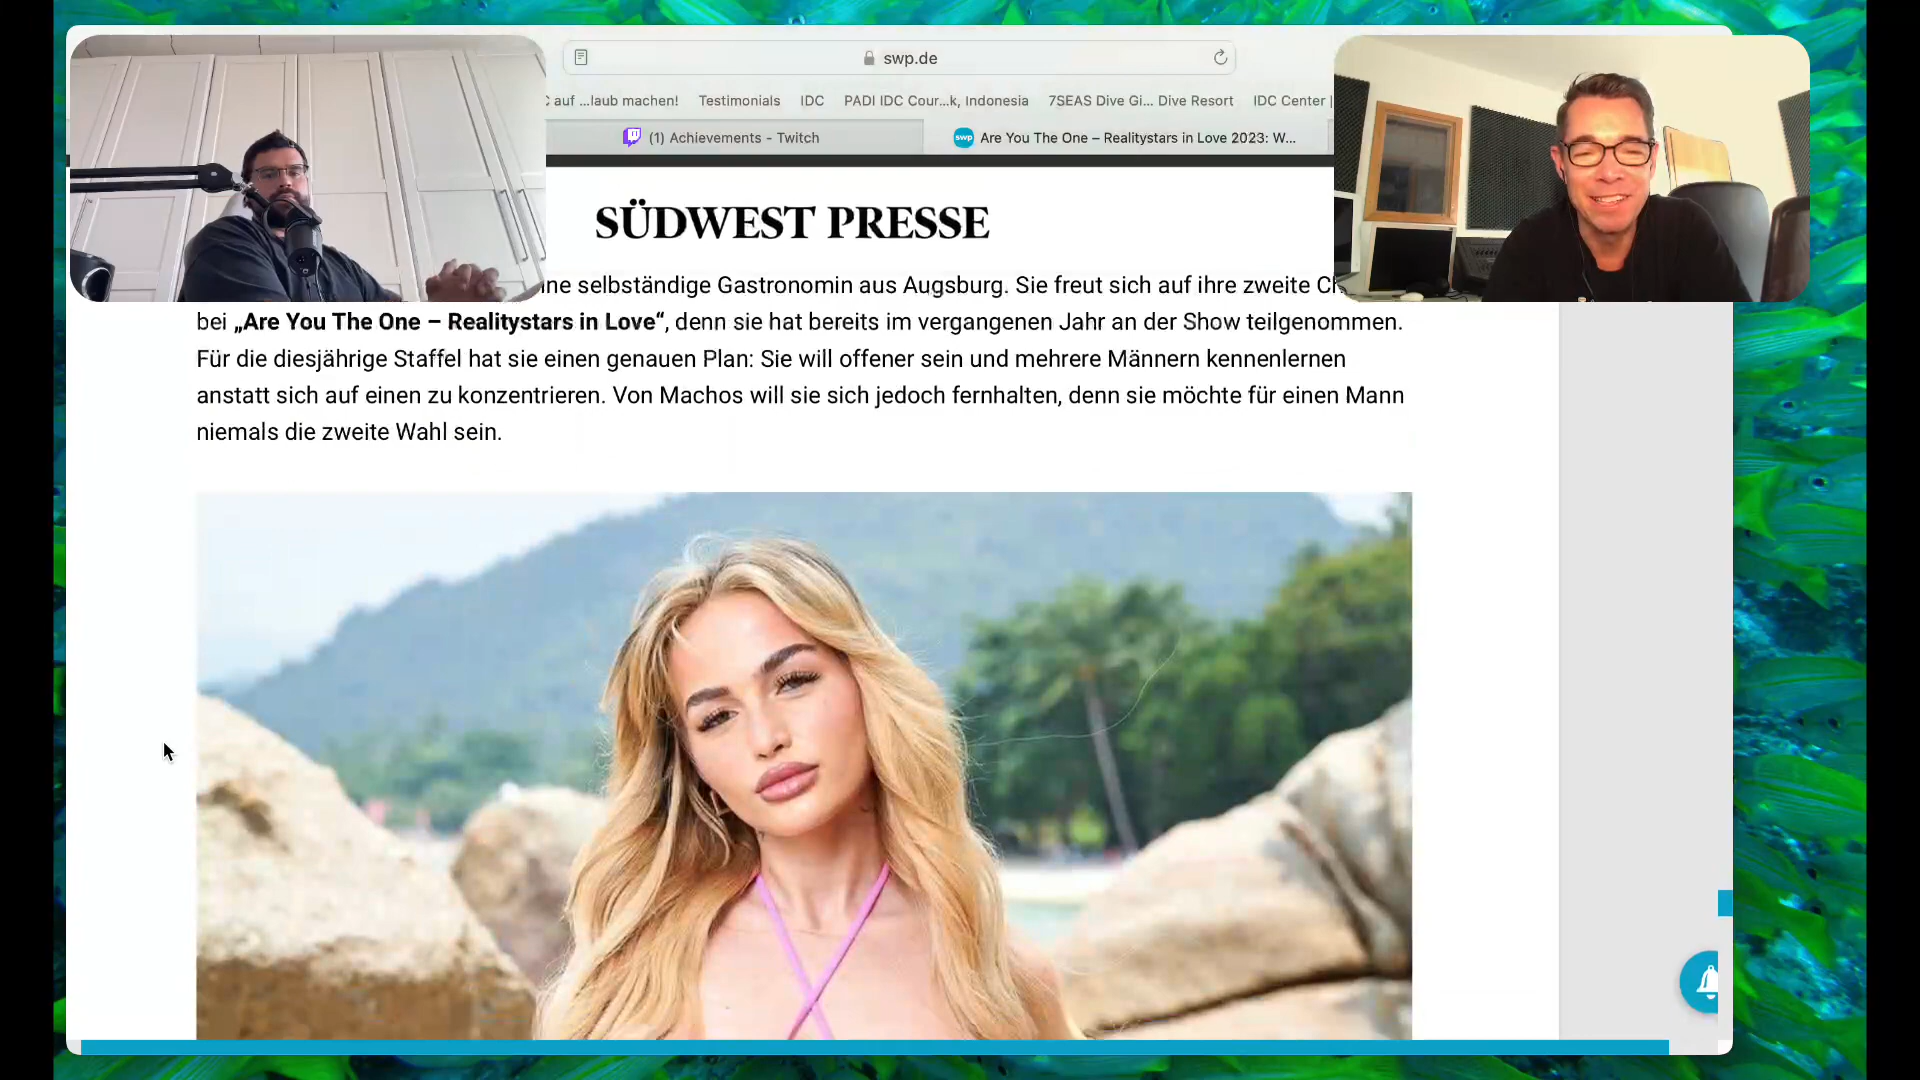 swp.de
auf ...laub machen! Testimonials IDC PADI IDC Cour...k, Indonesia 7SEAS Dive Gi... Dive Resort IDC Center |
(1) Achievements - Twitch
swp Are You The One – Realitystars in Love 2023: W...
SÜDWEST PRESSE
selbständige Gastronomin aus Augsburg. Sie freut sich auf ihre zweite
bei „Are You The One – Realitystars in Love“, denn sie hat bereits im vergangenen Jahr an der Show teilgenommen.
Für die diesjährige Staffel hat sie einen genauen Plan: Sie will offener sein und mehrere Männern kennenlernen
anstatt sich auf einen zu konzentrieren. Von Machos will sie sich jedoch fernhalten, denn sie möchte für einen Mann
niemals die zweite Wahl sein.